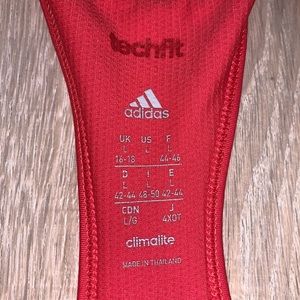 techfit
adidas
UK US F
L L L
16-18 44-46
D I E
L L L
42-44 48-50 42-44
CDN J
L/G 4XOT
climalite
MADE IN THAILAND